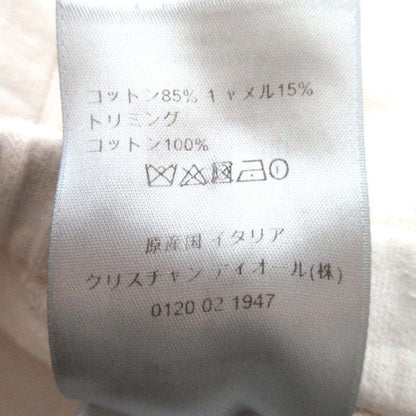 コットン85% キャメル15%
トリミング
コットン100%
原産国 イタリア
クリスチャン ディオール(株)
0120 02 1947